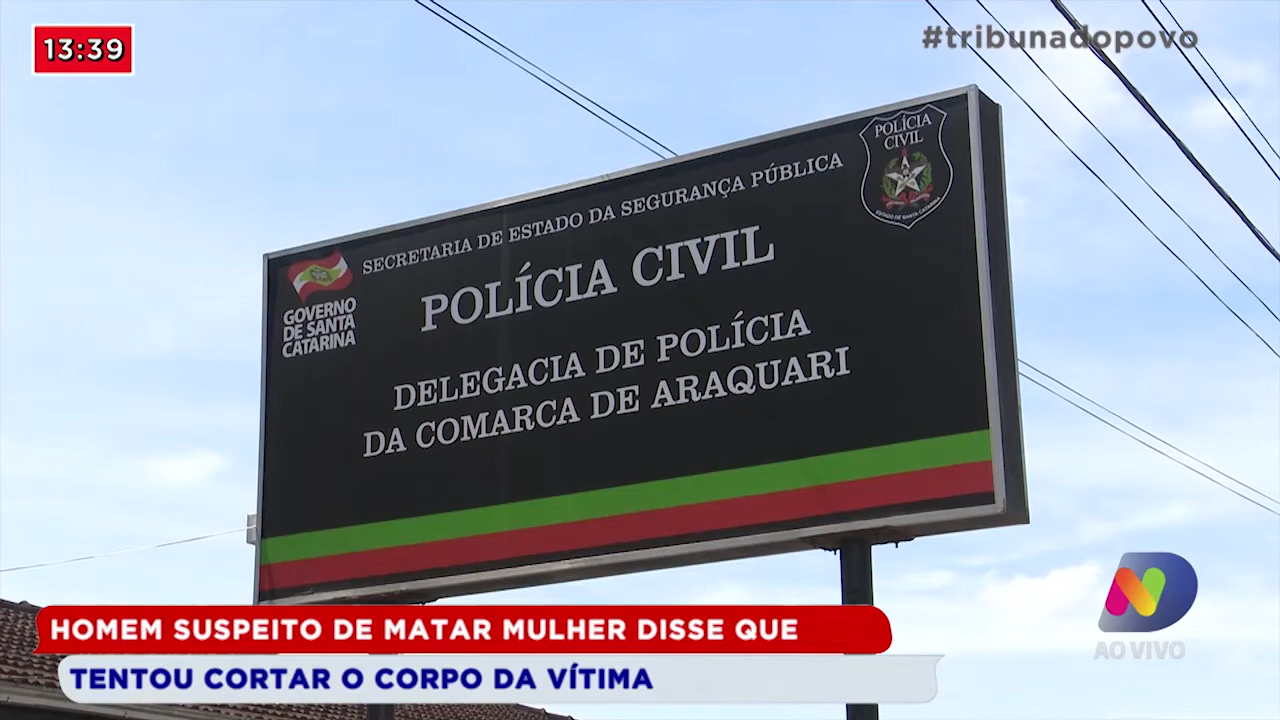 13:39
#tribunadopovo
POLÍCIA
CIVIL
ESTADO DE SANTA CATARINA
SECRETARIA DE ESTADO DA SEGURANÇA PÚBLICA
GOVERNO
DE SANTA
CATARINA
POLÍCIA CIVIL
DELEGACIA DE POLÍCIA
DA COMARCA DE ARAQUARI
AO VIVO
HOMEM SUSPEITO DE MATAR MULHER DISSE QUE
TENTOU CORTAR O CORPO DA VÍTIMA